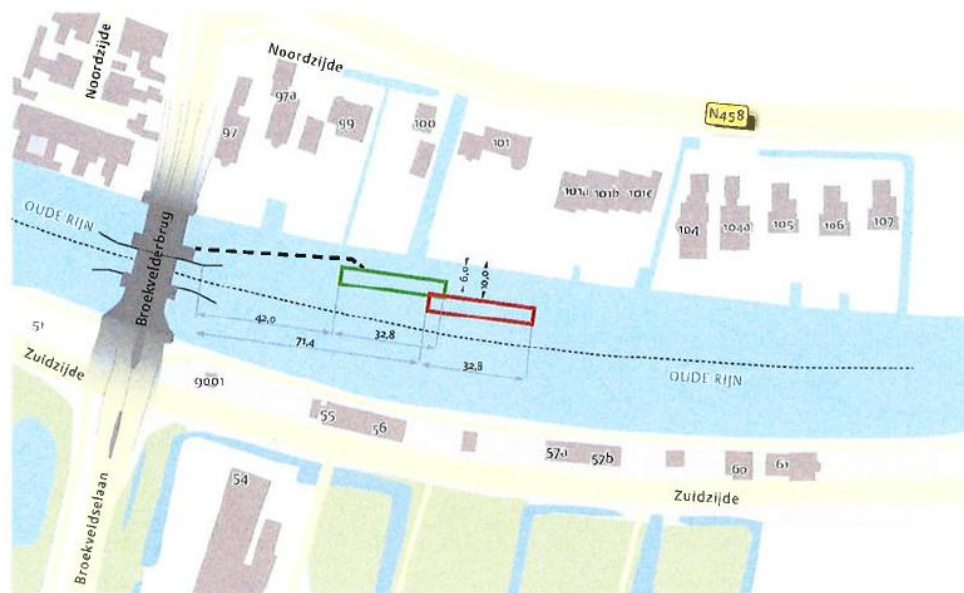 Noordzijde
Noordzijde
97a
97
99
100
101
N458
101a 101b 101c
104
104a
105
106
107
OUDE RIJN
Broekvelderbrug
6,0
10,0
42,0
32,8
71,4
32,8
OUDE RIJN
51
Zuidzijde
9001
55
56
57a
57b
60
61
54
Zuidzijde
Broekveldselaan